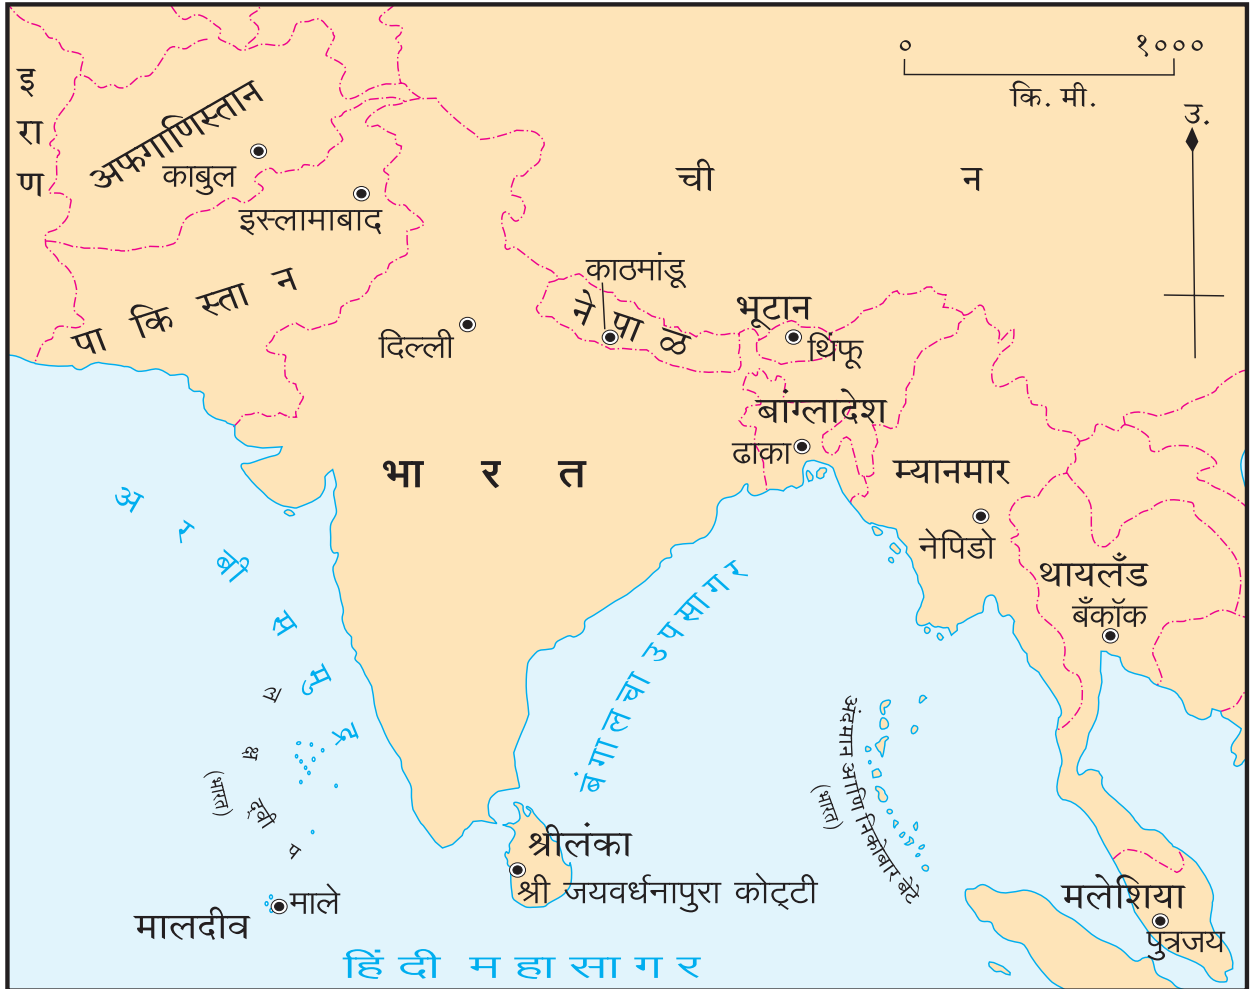 ० १०००
कि. मी.
उ.
इराण
अफगाणिस्तान
काबुल
इस्लामाबाद
पाकिस्तान
चीन
काठमांडू
नेपाळ
भूटान
थिंफू
दिल्ली
बांग्लादेश
ढाका
भारत
म्यानमार
नेपिडो
थायलँड
बँकॉक
अरबी समुद्र
बंगालचा उपसागर
लक्षद्वीप
(भारत)
अंदमान आणि निकोबार बेटे
(भारत)
श्रीलंका
श्री जयवर्धनापुरा कोट्टी
माले
मालदीव
मलेशिया
पुत्रजय
हिंदी महासागर